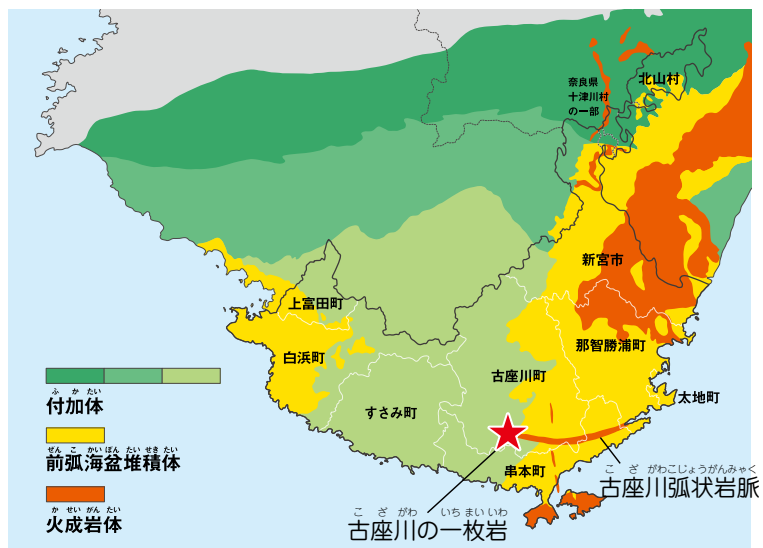 奈良県
十津川村
の一部
北山村
新宮市
上富田町
白浜町
那智勝浦町
古座川町
太地町
すさみ町
串本町
ふ か たい
付加体
ぜん こ かい ぼん たい せき たい
前弧海盆堆積体
か せい がん たい
火成岩体
こ ざ がわ いち まい いわ
古座川の一枚岩
こ ざ がわこじょうがんみゃく
古座川弧状岩脈